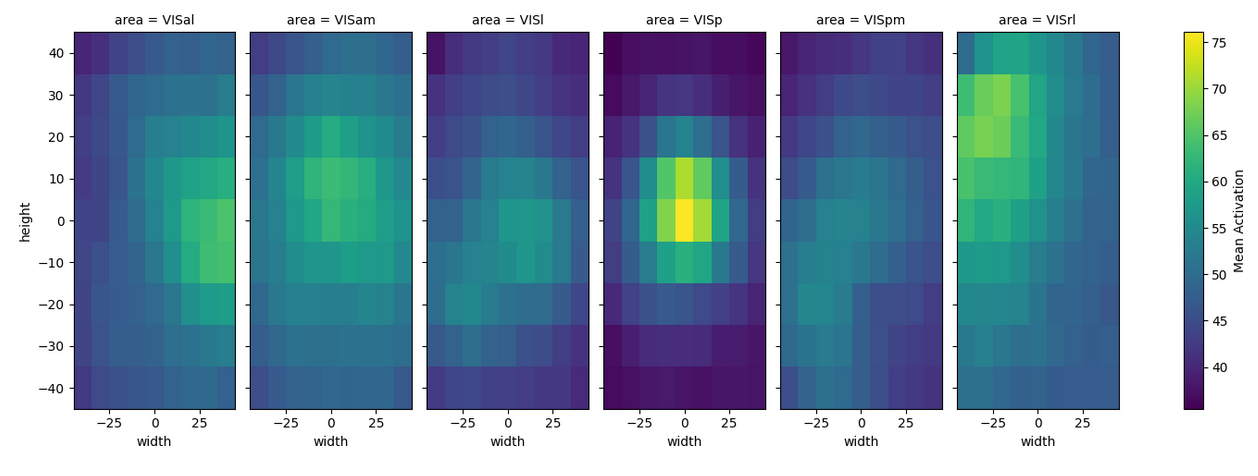 area = VISal
area = VISam
area = VISl
area = VISp
area = VISpm
area = VISrl
40
30
20
10
0
−10
−20
−30
−40
height
−25 0 25
−25 0 25
−25 0 25
−25 0 25
−25 0 25
−25 0 25
width
width
width
width
width
width
75
70
65
60
55
50
45
40
Mean Activation